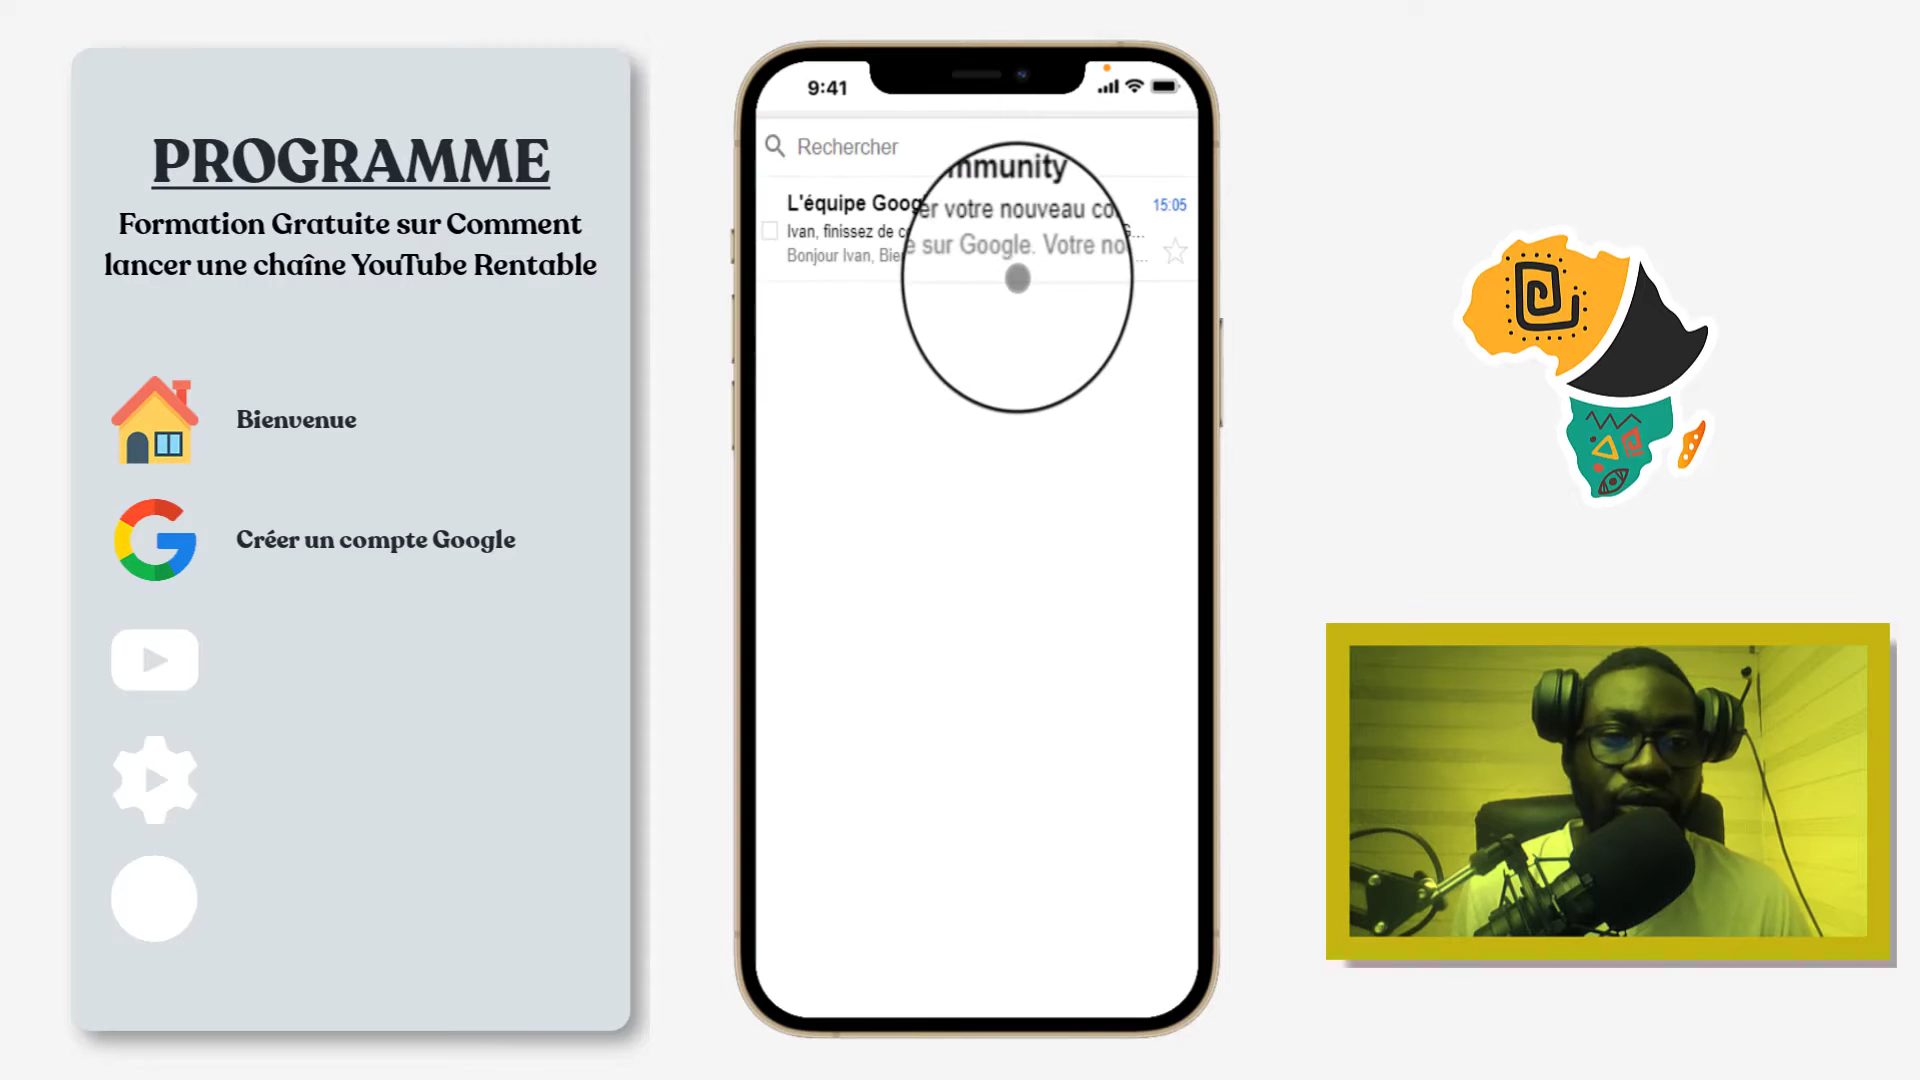 PROGRAMME
Formation Gratuite sur Comment
lancer une chaîne YouTube Rentable
Bienvenue
Créer un compte Google
9:41
Rechercher
mmunity
L'équipe Goog
er votre nouveau co
15:05
Ivan, finissez de c
G...
e sur Google. Votre no
Bonjour Ivan, Bie
...